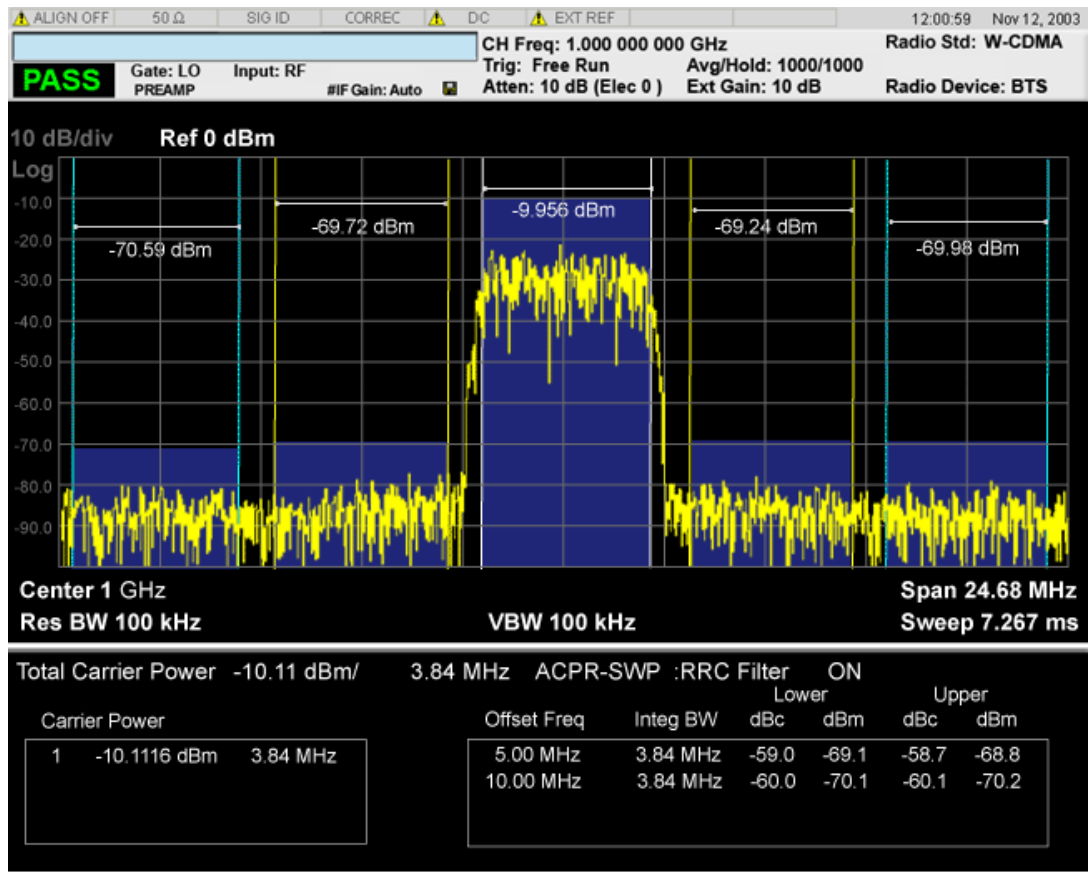 ALIGN OFF 50 Ω SIG ID CORREC DC EXT REF 12:00:59 Nov 12, 2003
CH Freq: 1.000 000 000 GHz Radio Std: W-CDMA
PASS Gate: LO Input: RF Trig: Free Run Avg/Hold: 1000/1000
PREAMP #IF Gain: Auto Atten: 10 dB (Elec 0 ) Ext Gain: 10 dB Radio Device: BTS
10 dB/div Ref 0 dBm
Log
-10.0
-20.0
-30.0
-40.0
-50.0
-60.0
-70.0
-80.0
-90.0
-70.59 dBm
-69.72 dBm
-9.956 dBm
-69.24 dBm
-69.98 dBm
Center 1 GHz Span 24.68 MHz
Res BW 100 kHz VBW 100 kHz Sweep 7.267 ms
Total Carrier Power -10.11 dBm/ 3.84 MHz ACPR-SWP :RRC Filter ON
Lower Upper
Carrier Power Offset Freq Integ BW dBc dBm dBc dBm
1 -10.1116 dBm 3.84 MHz 5.00 MHz 3.84 MHz -59.0 -69.1 -58.7 -68.8
10.00 MHz 3.84 MHz -60.0 -70.1 -60.1 -70.2